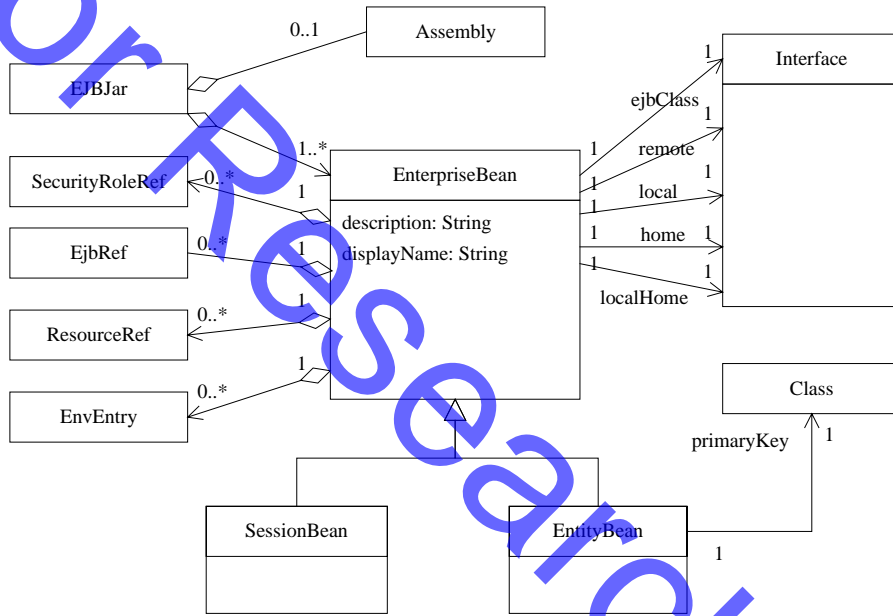 0..1
Assembly
EJBJar
Interface
1
ejbClass
1..*
1
remote
1
EnterpriseBean
SecurityRoleRef
0..*
1
1
local
1
1
description: String
EjbRef
0..*
1
displayName: String
1
home
1
1
localHome
1
ResourceRef
0..*
1
EnvEntry
0..*
1
Class
primaryKey
1
SessionBean
EntityBean
1
or Research